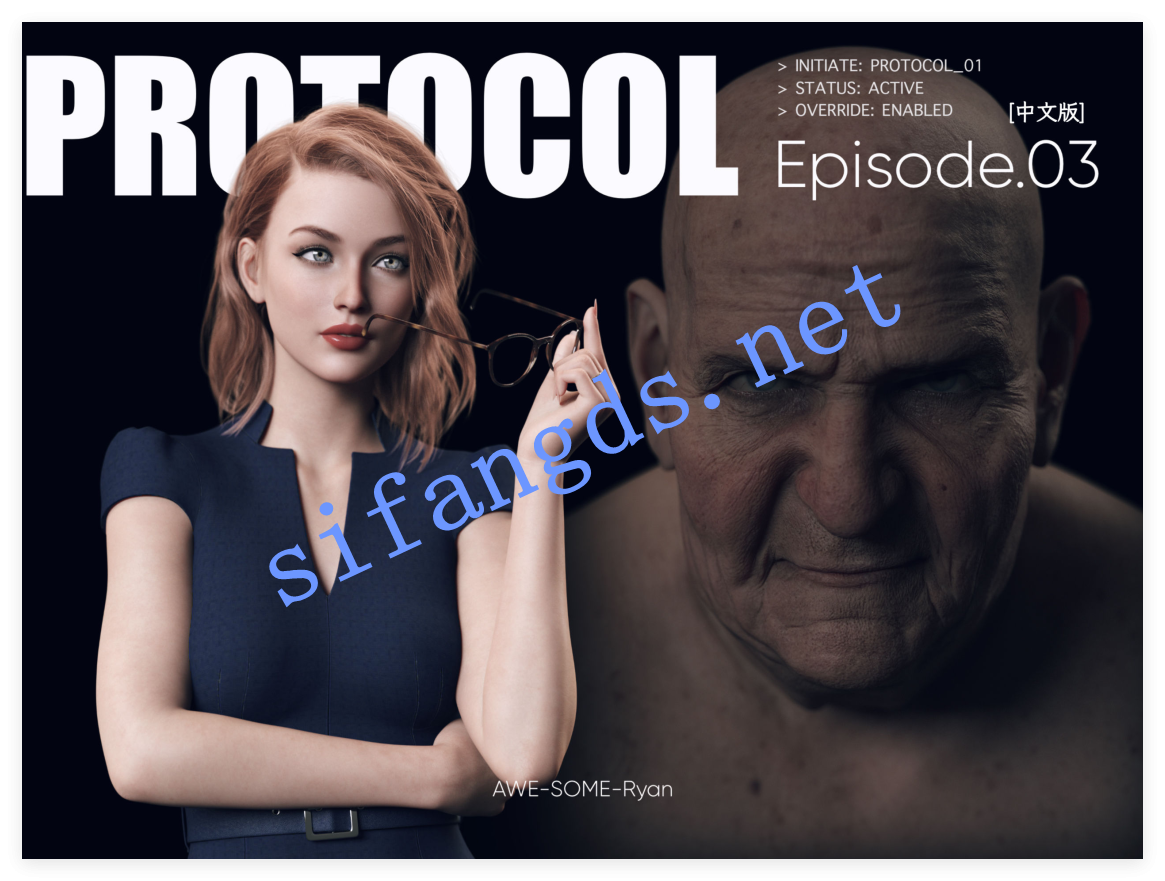 PROTOCOL
> INITIATE: PROTOCOL_01
> STATUS: ACTIVE
> OVERRIDE: ENABLED
[中文版]
Episode.03
sifangds.net
AWE-SOME-Ryan